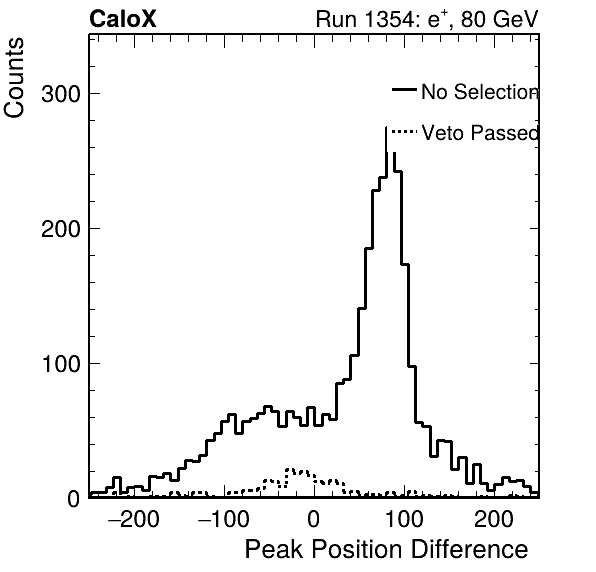 CaloX Run 1354: e⁺, 80 GeV
Counts
300
No Selection
Veto Passed
200
100
0
−200 −100 0 100 200
Peak Position Difference